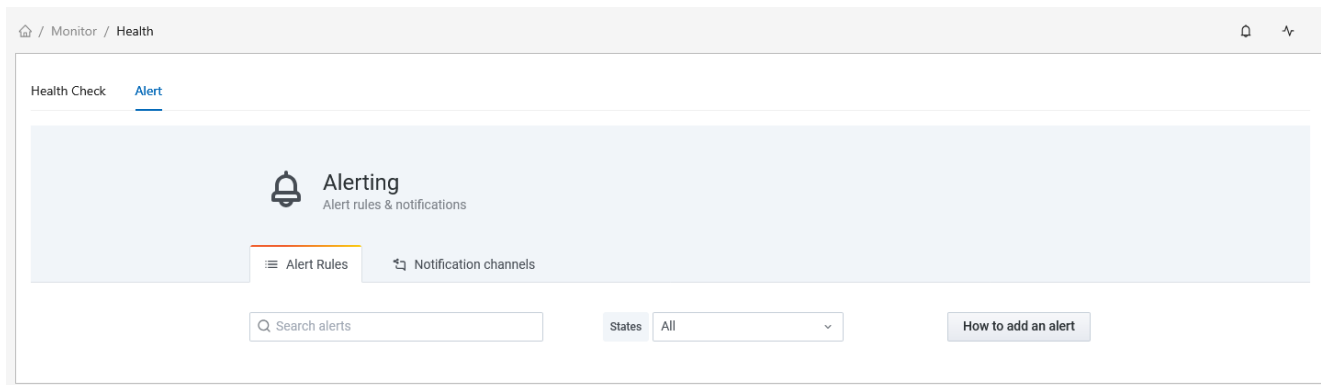 / Monitor / Health
Health Check Alert
Alerting
Alert rules & notifications
Alert Rules Notification channels
Search alerts States All How to add an alert